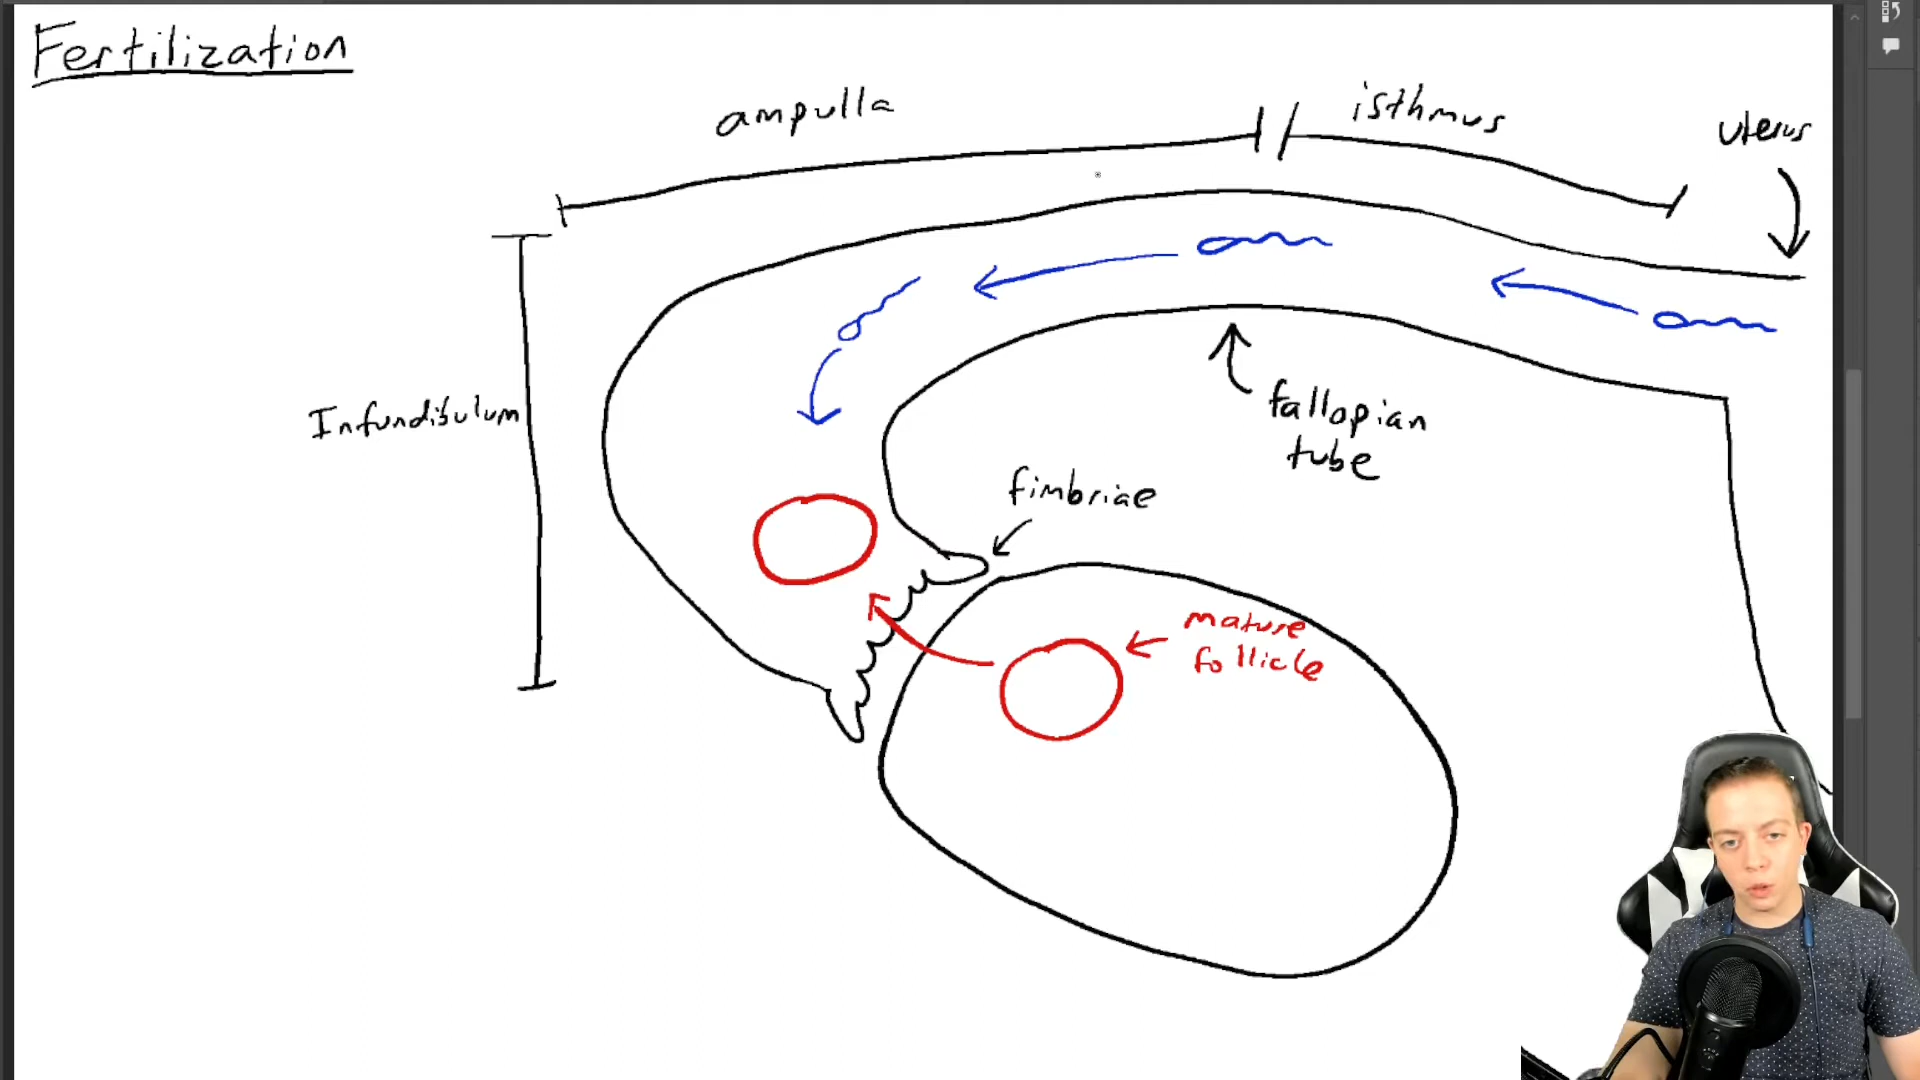 Fertilization
ampulla
isthmus
uterus
Infundibulum
fallopian
tube
fimbriae
mature
follicle